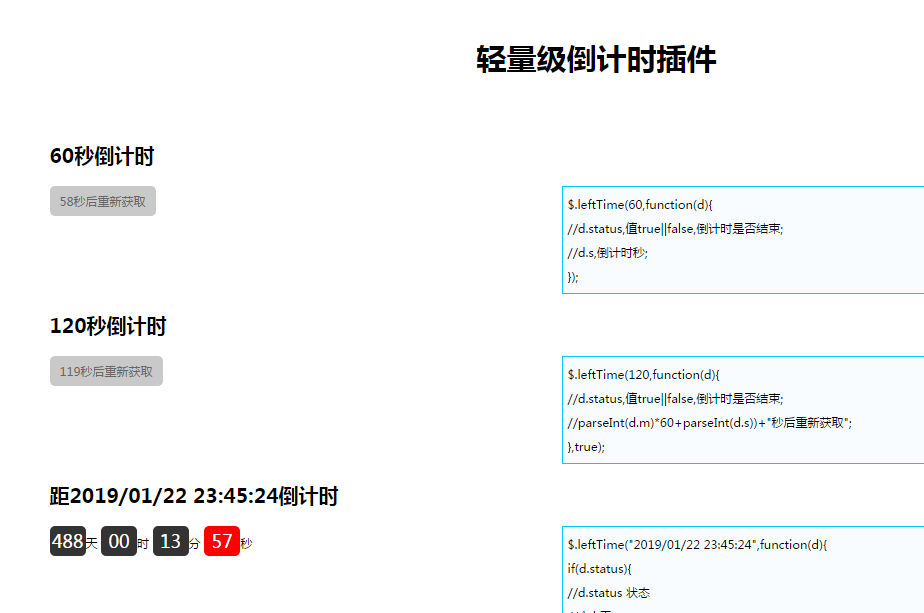 轻量级倒计时插件
60秒倒计时
58秒后重新获取
$.leftTime(60,function(d){
//d.status,值true||false,倒计时是否结束;
//d.s,倒计时秒;
});
120秒倒计时
119秒后重新获取
$.leftTime(120,function(d){
//d.status,值true||false,倒计时是否结束;
//parseInt(d.m)*60+parseInt(d.s))+"秒后重新获取";
},true);
距2019/01/22 23:45:24倒计时
488天 00时 13分 57秒
$.leftTime("2019/01/22 23:45:24",function(d){
if(d.status){
//d.status 状态